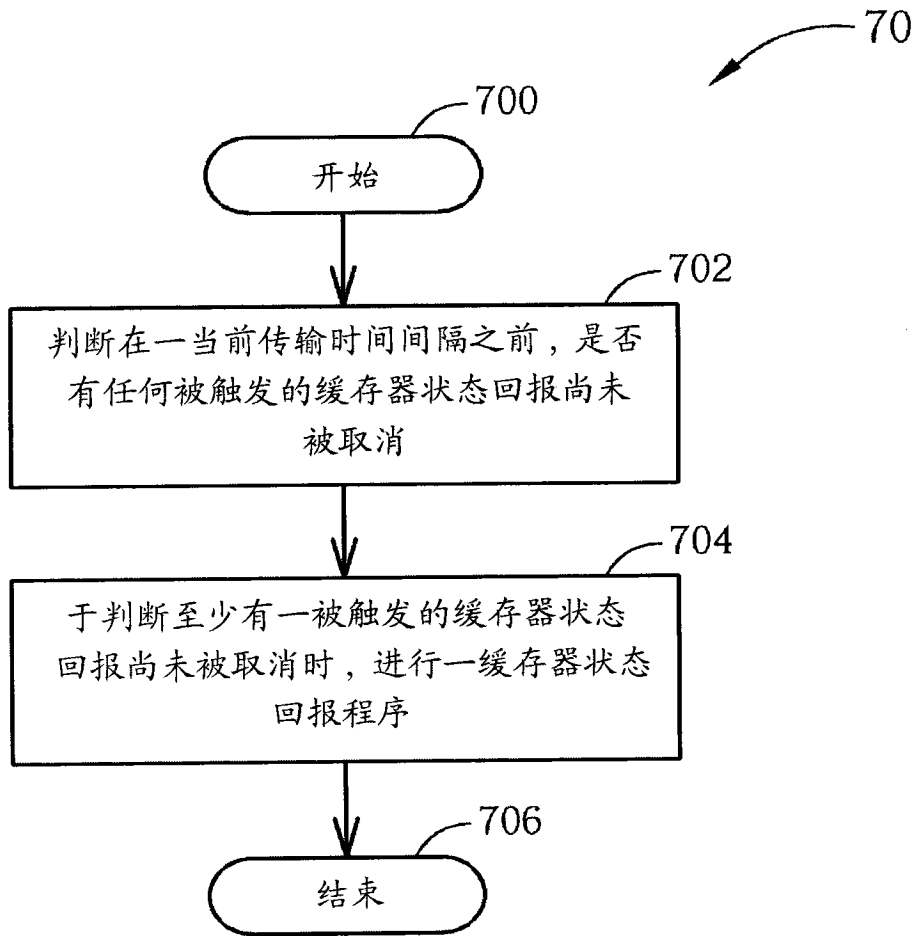 70
700
开始
702
判断在一当前传输时间间隔之前，是否
有任何被触发的缓存器状态回报尚未
被取消
704
于判断至少有一被触发的缓存器状态
回报尚未被取消时，进行一缓存器状态
回报程序
706
结束